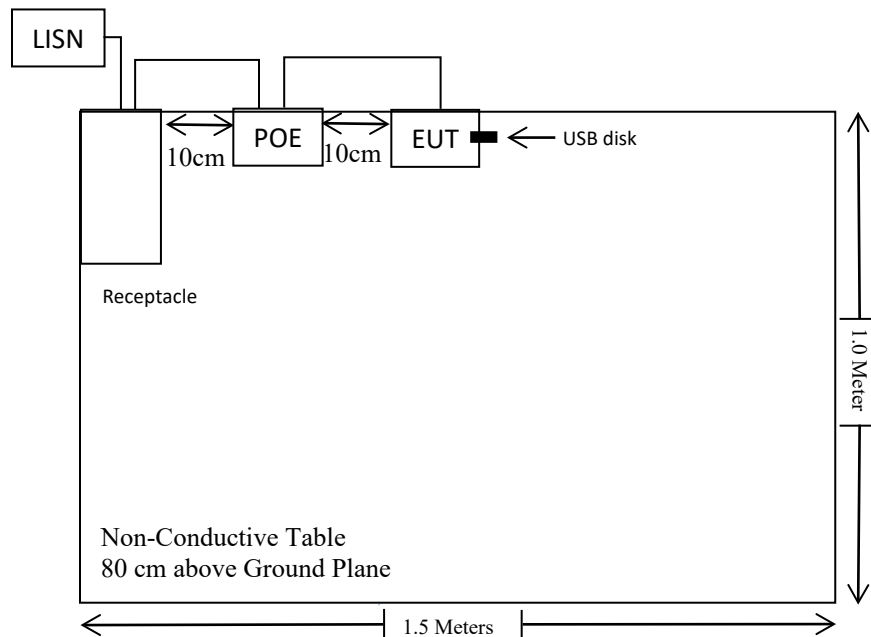 LISN
POE
EUT
USB disk
10cm
10cm
Receptacle
1.0 Meter
Non-Conductive Table
80 cm above Ground Plane
1.5 Meters